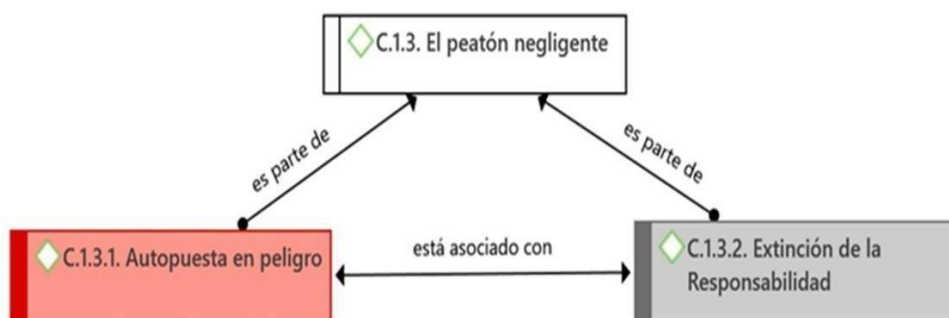 C.1.3. El peatón negligente
es parte de
es parte de
C.1.3.1. Autopuesta en peligro
está asociado con
C.1.3.2. Extinción de la
Responsabilidad